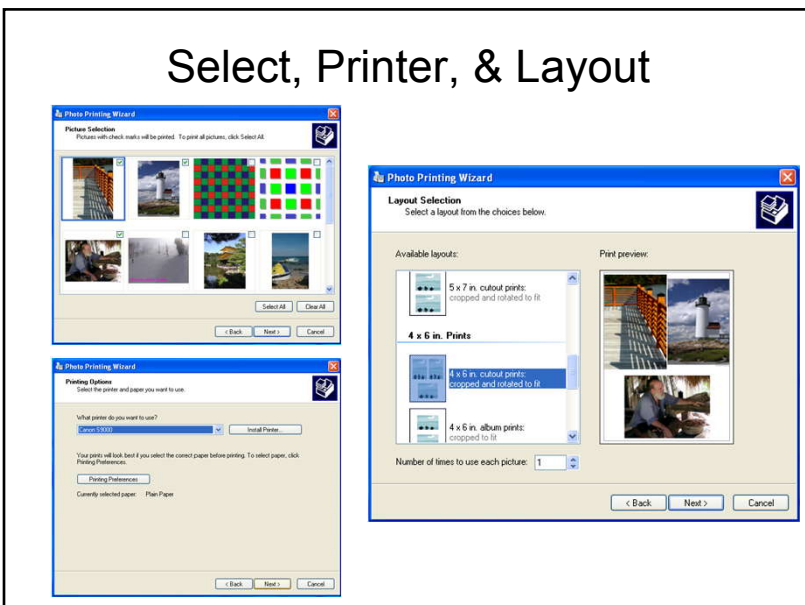 Select, Printer, & Layout
Photo Printing Wizard
Picture Selection
Pictures with check marks will be printed. To print all pictures, click Select All.
Select All
Clear All
< Back
Next >
Cancel
Photo Printing Wizard
Printing Options
Select the printer and paper you want to use.
What printer do you want to use?
Canon S9000
Install Printer...
Your prints will look best if you select the correct paper before printing. To select paper, click
Printing Preferences.
Printing Preferences
Currently selected paper: Plain Paper
< Back
Next >
Cancel
Photo Printing Wizard
Layout Selection
Select a layout from the choices below.
Available layouts:
Print preview:
5 x 7 in. cutout prints:
cropped and rotated to fit
4 x 6 in. Prints
4 x 6 in. cutout prints:
cropped and rotated to fit
4 x 6 in. album prints:
cropped to fit
Number of times to use each picture: 1
< Back
Next >
Cancel